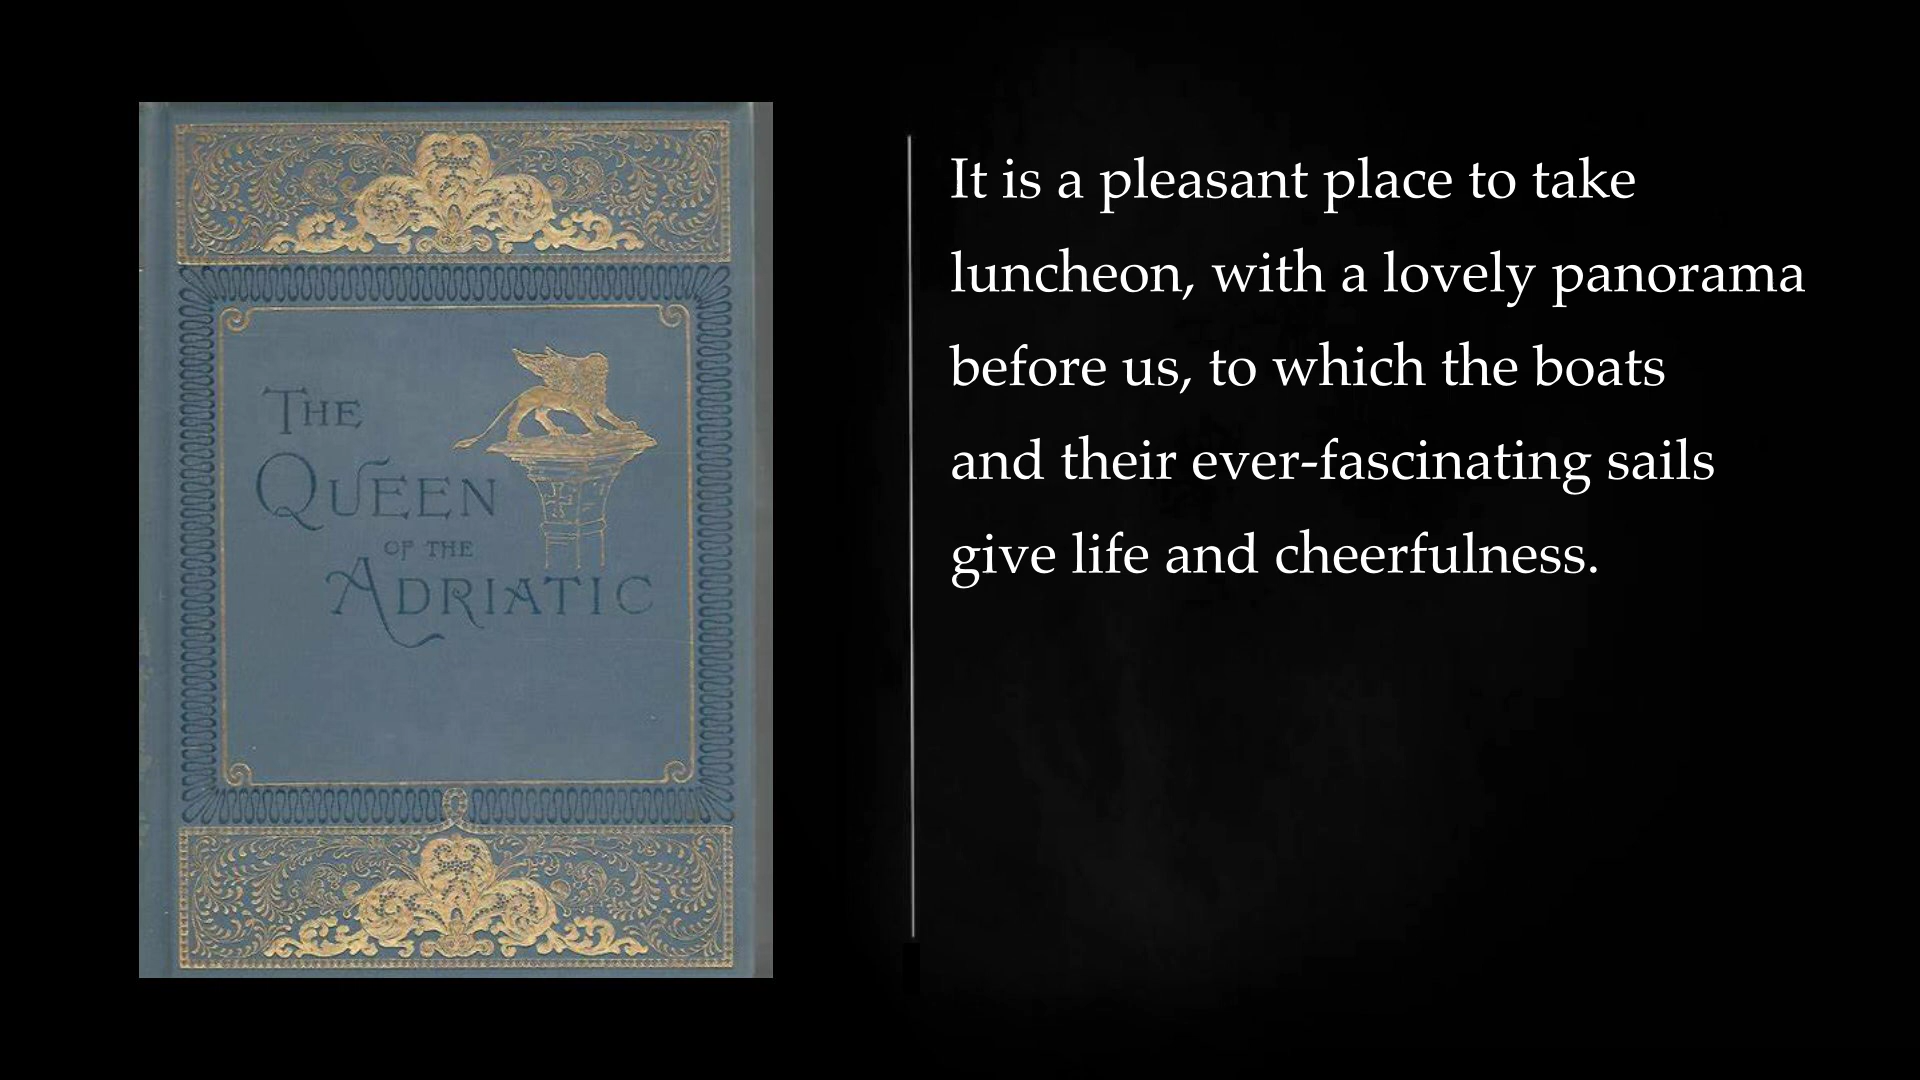 THE
QUEEN
OF THE
ADRIATIC
It is a pleasant place to take
luncheon, with a lovely panorama
before us, to which the boats
and their ever-fascinating sails
give life and cheerfulness.